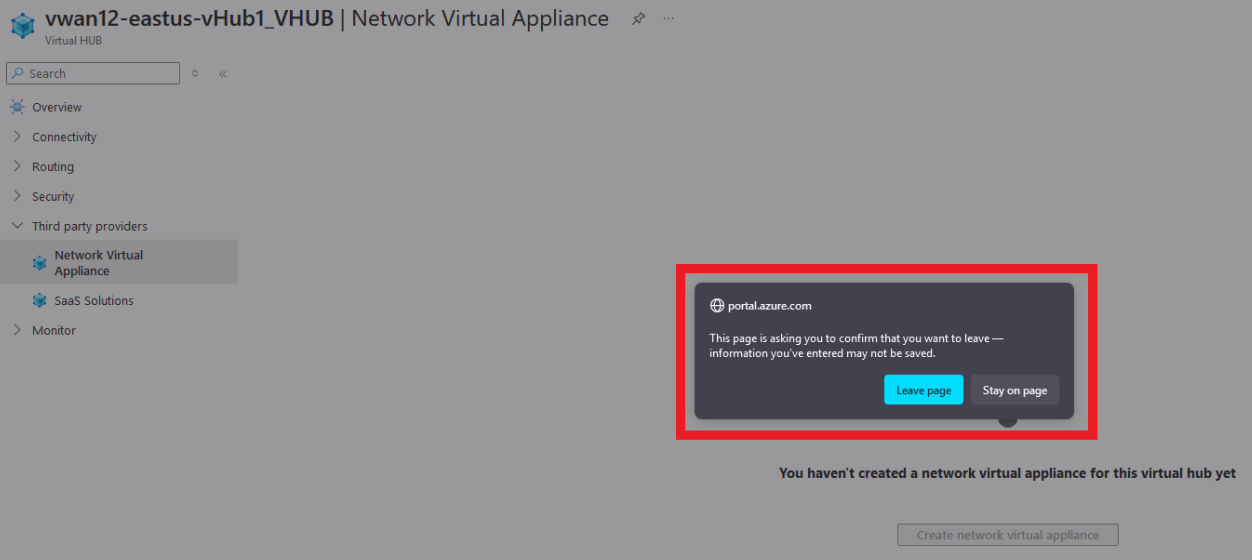 vwan12-eastus-vHub1_VHUB | Network Virtual Appliance
Virtual HUB
Search
Overview
Connectivity
Routing
Security
Third party providers
Network Virtual
Appliance
SaaS Solutions
Monitor
portal.azure.com
This page is asking you to confirm that you want to leave —
information you've entered may not be saved.
Leave page
Stay on page
You haven't created a network virtual appliance for this virtual hub yet
Create network virtual appliance